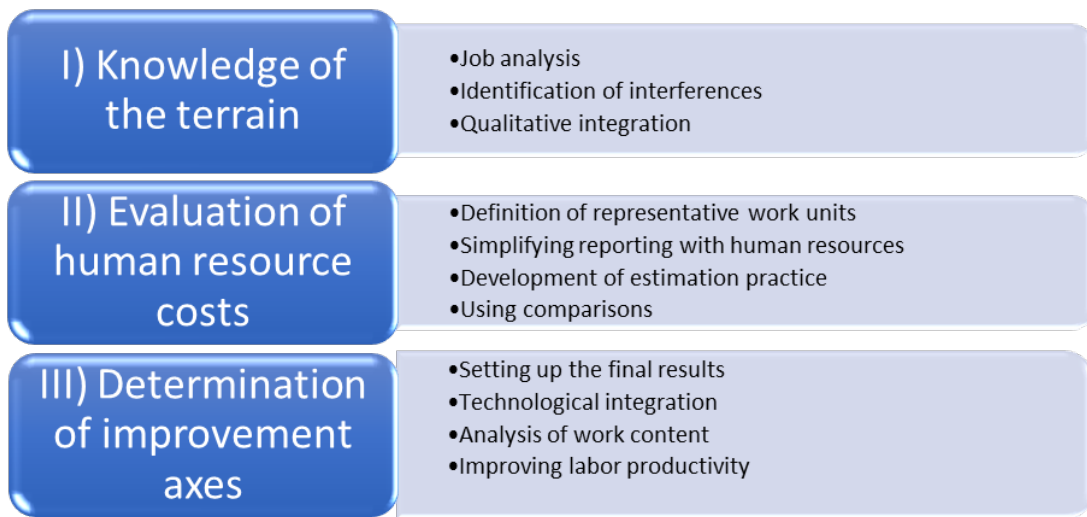 I) Knowledge of
the terrain
•Job analysis
•Identification of interferences
•Qualitative integration
II) Evaluation of
human resource
costs
•Definition of representative work units
•Simplifying reporting with human resources
•Development of estimation practice
•Using comparisons
III) Determination
of improvement
axes
•Setting up the final results
•Technological integration
•Analysis of work content
•Improving labor productivity